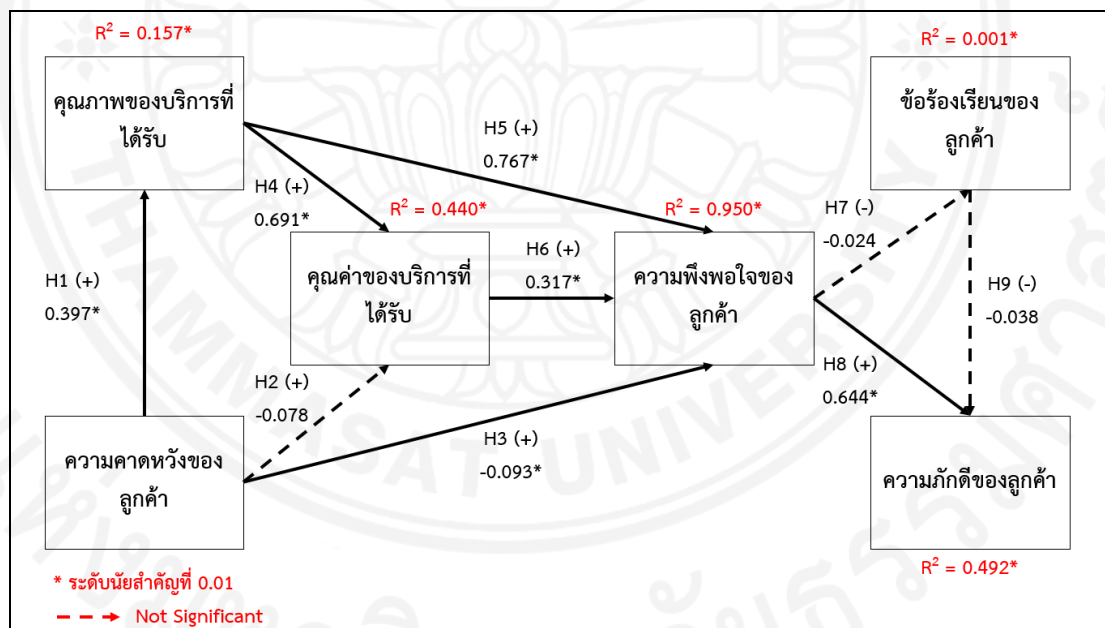 R² = 0.157*
R² = 0.001*
คุณภาพของบริการที่
ได้รับ
ข้อร้องเรียนของ
ลูกค้า
H5 (+)
0.767*
H4 (+)
0.691*
R² = 0.440*
R² = 0.950*
H7 (-)
-0.024
H1 (+)
0.397*
คุณค่าของบริการที่
ได้รับ
H6 (+)
0.317*
ความพึงพอใจของ
ลูกค้า
H9 (-)
-0.038
H2 (+)
-0.078
H8 (+)
0.644*
H3 (+)
-0.093*
ความคาดหวังของ
ลูกค้า
ความภักดีของลูกค้า
R² = 0.492*
* ระดับนัยสำคัญที่ 0.01
Not Significant
THAMMASAT UNIVERSITY